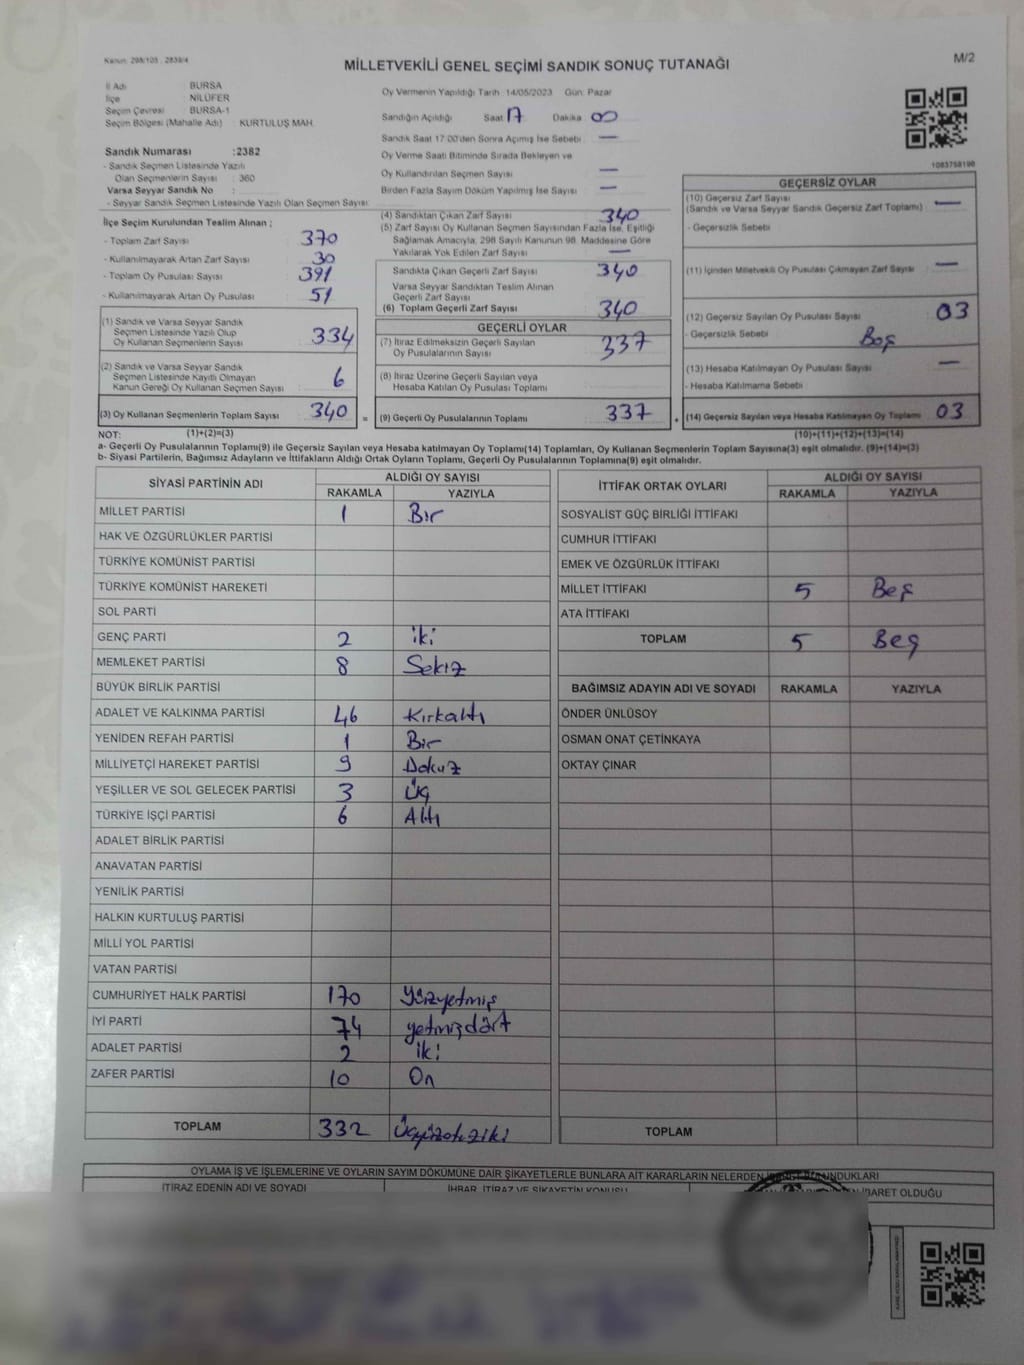 Kanun: 298/105 , 2839/4
MİLLETVEKİLİ GENEL SEÇİMİ SANDIK SONUÇ TUTANAĞI
M/2
İl Adı : BURSA
İlçe : NİLÜFER
Seçim Çevresi : BURSA-1
Seçim Bölgesi (Mahalle Adı) : KURTULUŞ MAH.
Sandık Numarası :2382
- Sandık Seçmen Listesinde Yazılı
Olan Seçmenlerin Sayısı : 360
Varsa Seyyar Sandık No :
- Seyyar Sandık Seçmen Listesinde Yazılı Olan Seçmen Sayısı :
Oy Vermenin Yapıldığı Tarih: 14/05/2023 Gün: Pazar
Sandığın Açıldığı Saat 17 Dakika 00
Sandık Saat 17:00'den Sonra Açılmış İse Sebebi : —
Oy Verme Saati Bitiminde Sırada Bekleyen ve
Oy Kullandırılan Seçmen Sayısı : —
Birden Fazla Sayım Döküm Yapılmış İse Sayısı : —
1083758190
İlçe Seçim Kurulundan Teslim Alınan ;
- Toplam Zarf Sayısı : 370
- Kullanılmayarak Artan Zarf Sayısı : 30
- Toplam Oy Pusulası Sayısı : 391
- Kullanılmayarak Artan Oy Pusulası : 51
(1) Sandık ve Varsa Seyyar Sandık
Seçmen Listesinde Yazılı Olup
Oy Kullanan Seçmenlerin Sayısı : 334
(2) Sandık ve Varsa Seyyar Sandık
Seçmen Listesinde Kayıtlı Olmayan
Kanun Gereği Oy Kullanan Seçmen Sayısı : 6
(3) Oy Kullanan Seçmenlerin Toplam Sayısı : 340 =
(4) Sandıktan Çıkan Zarf Sayısı : 340
(5) Zarf Sayısı Oy Kullanan Seçmen Sayısından Fazla İse, Eşitliği
Sağlamak Amacıyla, 298 Sayılı Kanunun 98. Maddesine Göre
Yakılarak Yok Edilen Zarf Sayısı : —
Sandıkta Çıkan Geçerli Zarf Sayısı : 340
Varsa Seyyar Sandıktan Teslim Alınan
Geçerli Zarf Sayısı :
(6) Toplam Geçerli Zarf Sayısı : 340
GEÇERLİ OYLAR
(7) İtiraz Edilmeksizin Geçerli Sayılan
Oy Pusulalarının Sayısı : 337
(8) İtiraz Üzerine Geçerli Sayılan veya
Hesaba Katılan Oy Pusulası Toplamı :
(9) Geçerli Oy Pusulalarının Toplamı : 337 +
GEÇERSİZ OYLAR
(10) Geçersiz Zarf Sayısı : —
(Sandık ve Varsa Seyyar Sandık Geçersiz Zarf Toplamı)
- Geçersizlik Sebebi :
(11) İçinden Milletvekili Oy Pusulası Çıkmayan Zarf Sayısı : —
(12) Geçersiz Sayılan Oy Pusulası Sayısı : 03
- Geçersizlik Sebebi : Boş
(13) Hesaba Katılmayan Oy Pusulası Sayısı : —
- Hesaba Katılmama Sebebi :
(14) Geçersiz Sayılan veya Hesaba Katılmayan Oy Toplamı : 03
NOT: (1)+(2)=(3) (10)+(11)+(12)+(13)=(14)
a- Geçerli Oy Pusulalarının Toplamı(9) ile Geçersiz Sayılan veya Hesaba katılmayan Oy Toplamı(14) Toplamları, Oy Kullanan Seçmenlerin Toplam Sayısına(3) eşit olmalıdır. (9)+(14)=(3)
b- Siyasi Partilerin, Bağımsız Adayların ve İttifakların Aldığı Ortak Oyların Toplamı, Geçerli Oy Pusulalarının Toplamına(9) eşit olmalıdır.
SİYASİ PARTİNİN ADI ALDIĞI OY SAYISI
RAKAMLA YAZIYLA
MİLLET PARTİSİ 1 Bir
HAK VE ÖZGÜRLÜKLER PARTİSİ
TÜRKİYE KOMÜNİST PARTİSİ
TÜRKİYE KOMÜNİST HAREKETİ
SOL PARTİ
GENÇ PARTİ 2 iki
MEMLEKET PARTİSİ 8 Sekiz
BÜYÜK BİRLİK PARTİSİ
ADALET VE KALKINMA PARTİSİ 46 Kırkaltı
YENİDEN REFAH PARTİSİ 1 Bir
MİLLİYETÇİ HAREKET PARTİSİ 9 Dokuz
YEŞİLLER VE SOL GELECEK PARTİSİ 3 Üç
TÜRKİYE İŞÇİ PARTİSİ 6 Altı
ADALET BİRLİK PARTİSİ
ANAVATAN PARTİSİ
YENİLİK PARTİSİ
HALKIN KURTULUŞ PARTİSİ
MİLLİ YOL PARTİSİ
VATAN PARTİSİ
CUMHURİYET HALK PARTİSİ 170 Yüzyetmiş
İYİ PARTİ 74 yetmişdört
ADALET PARTİSİ 2 iki
ZAFER PARTİSİ 10 On
TOPLAM 332 Üçyüzotuziki
İTTİFAK ORTAK OYLARI ALDIĞI OY SAYISI
RAKAMLA YAZIYLA
SOSYALİST GÜÇ BİRLİĞİ İTTİFAKI
CUMHUR İTTİFAKI
EMEK VE ÖZGÜRLÜK İTTİFAKI
MİLLET İTTİFAKI 5 Beş
ATA İTTİFAKI
TOPLAM 5 Beş
BAĞIMSIZ ADAYIN ADI VE SOYADI RAKAMLA YAZIYLA
ÖNDER ÜNLÜSOY
OSMAN ONAT ÇETİNKAYA
OKTAY ÇINAR
TOPLAM
OYLAMA İŞ VE İŞLEMLERİNE VE OYLARIN SAYIM DÖKÜMÜNE DAİR ŞİKAYETLERLE BUNLARA AİT KARARLARIN NELERDEN
İTİRAZ EDENİN ADI VE SOYADI İHBAR, İTİRAZ VE ŞİKAYETİN KONUSU OLDUĞU